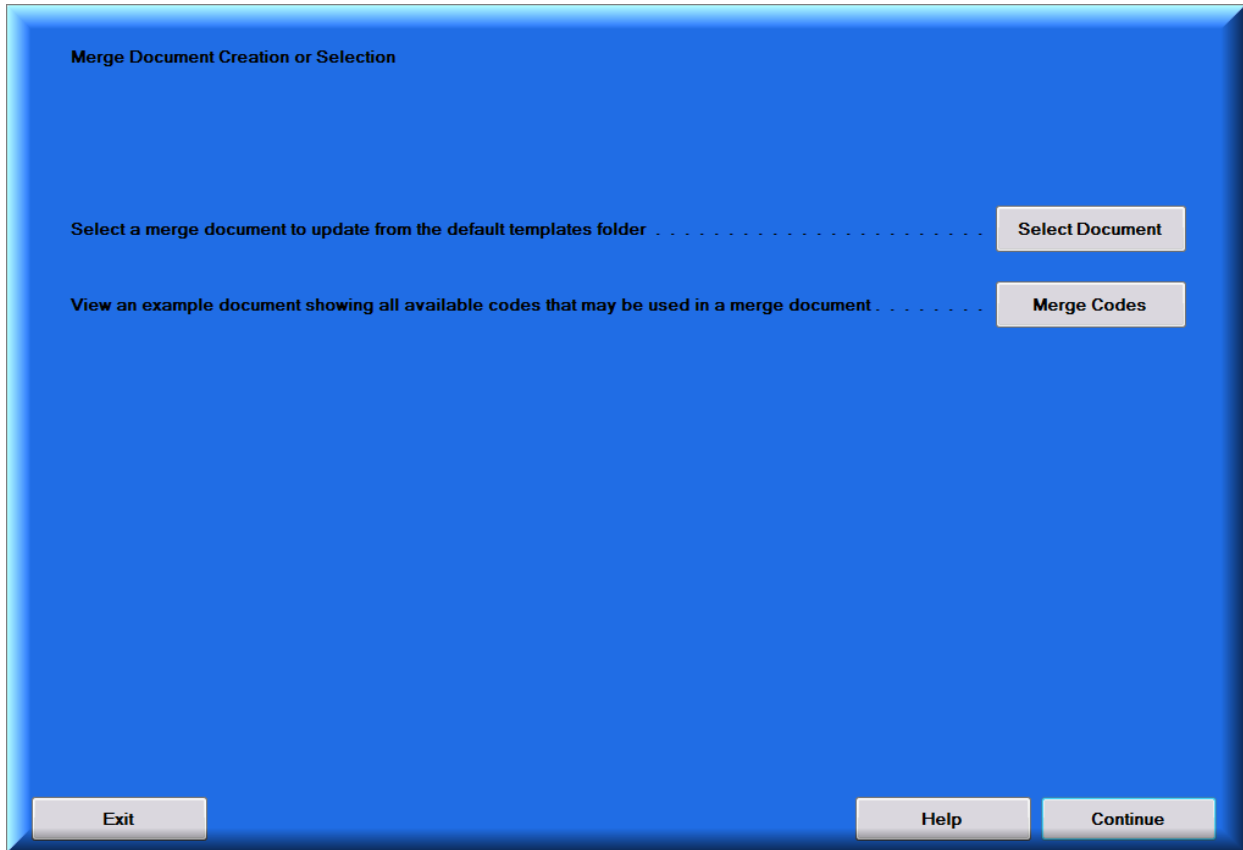 Merge Document Creation or Selection
Select a merge document to update from the default templates folder . . . . . . . . . . . . . . . . . . . . . . . Select Document
View an example document showing all available codes that may be used in a merge document . . . . . . . . Merge Codes
Exit Help Continue